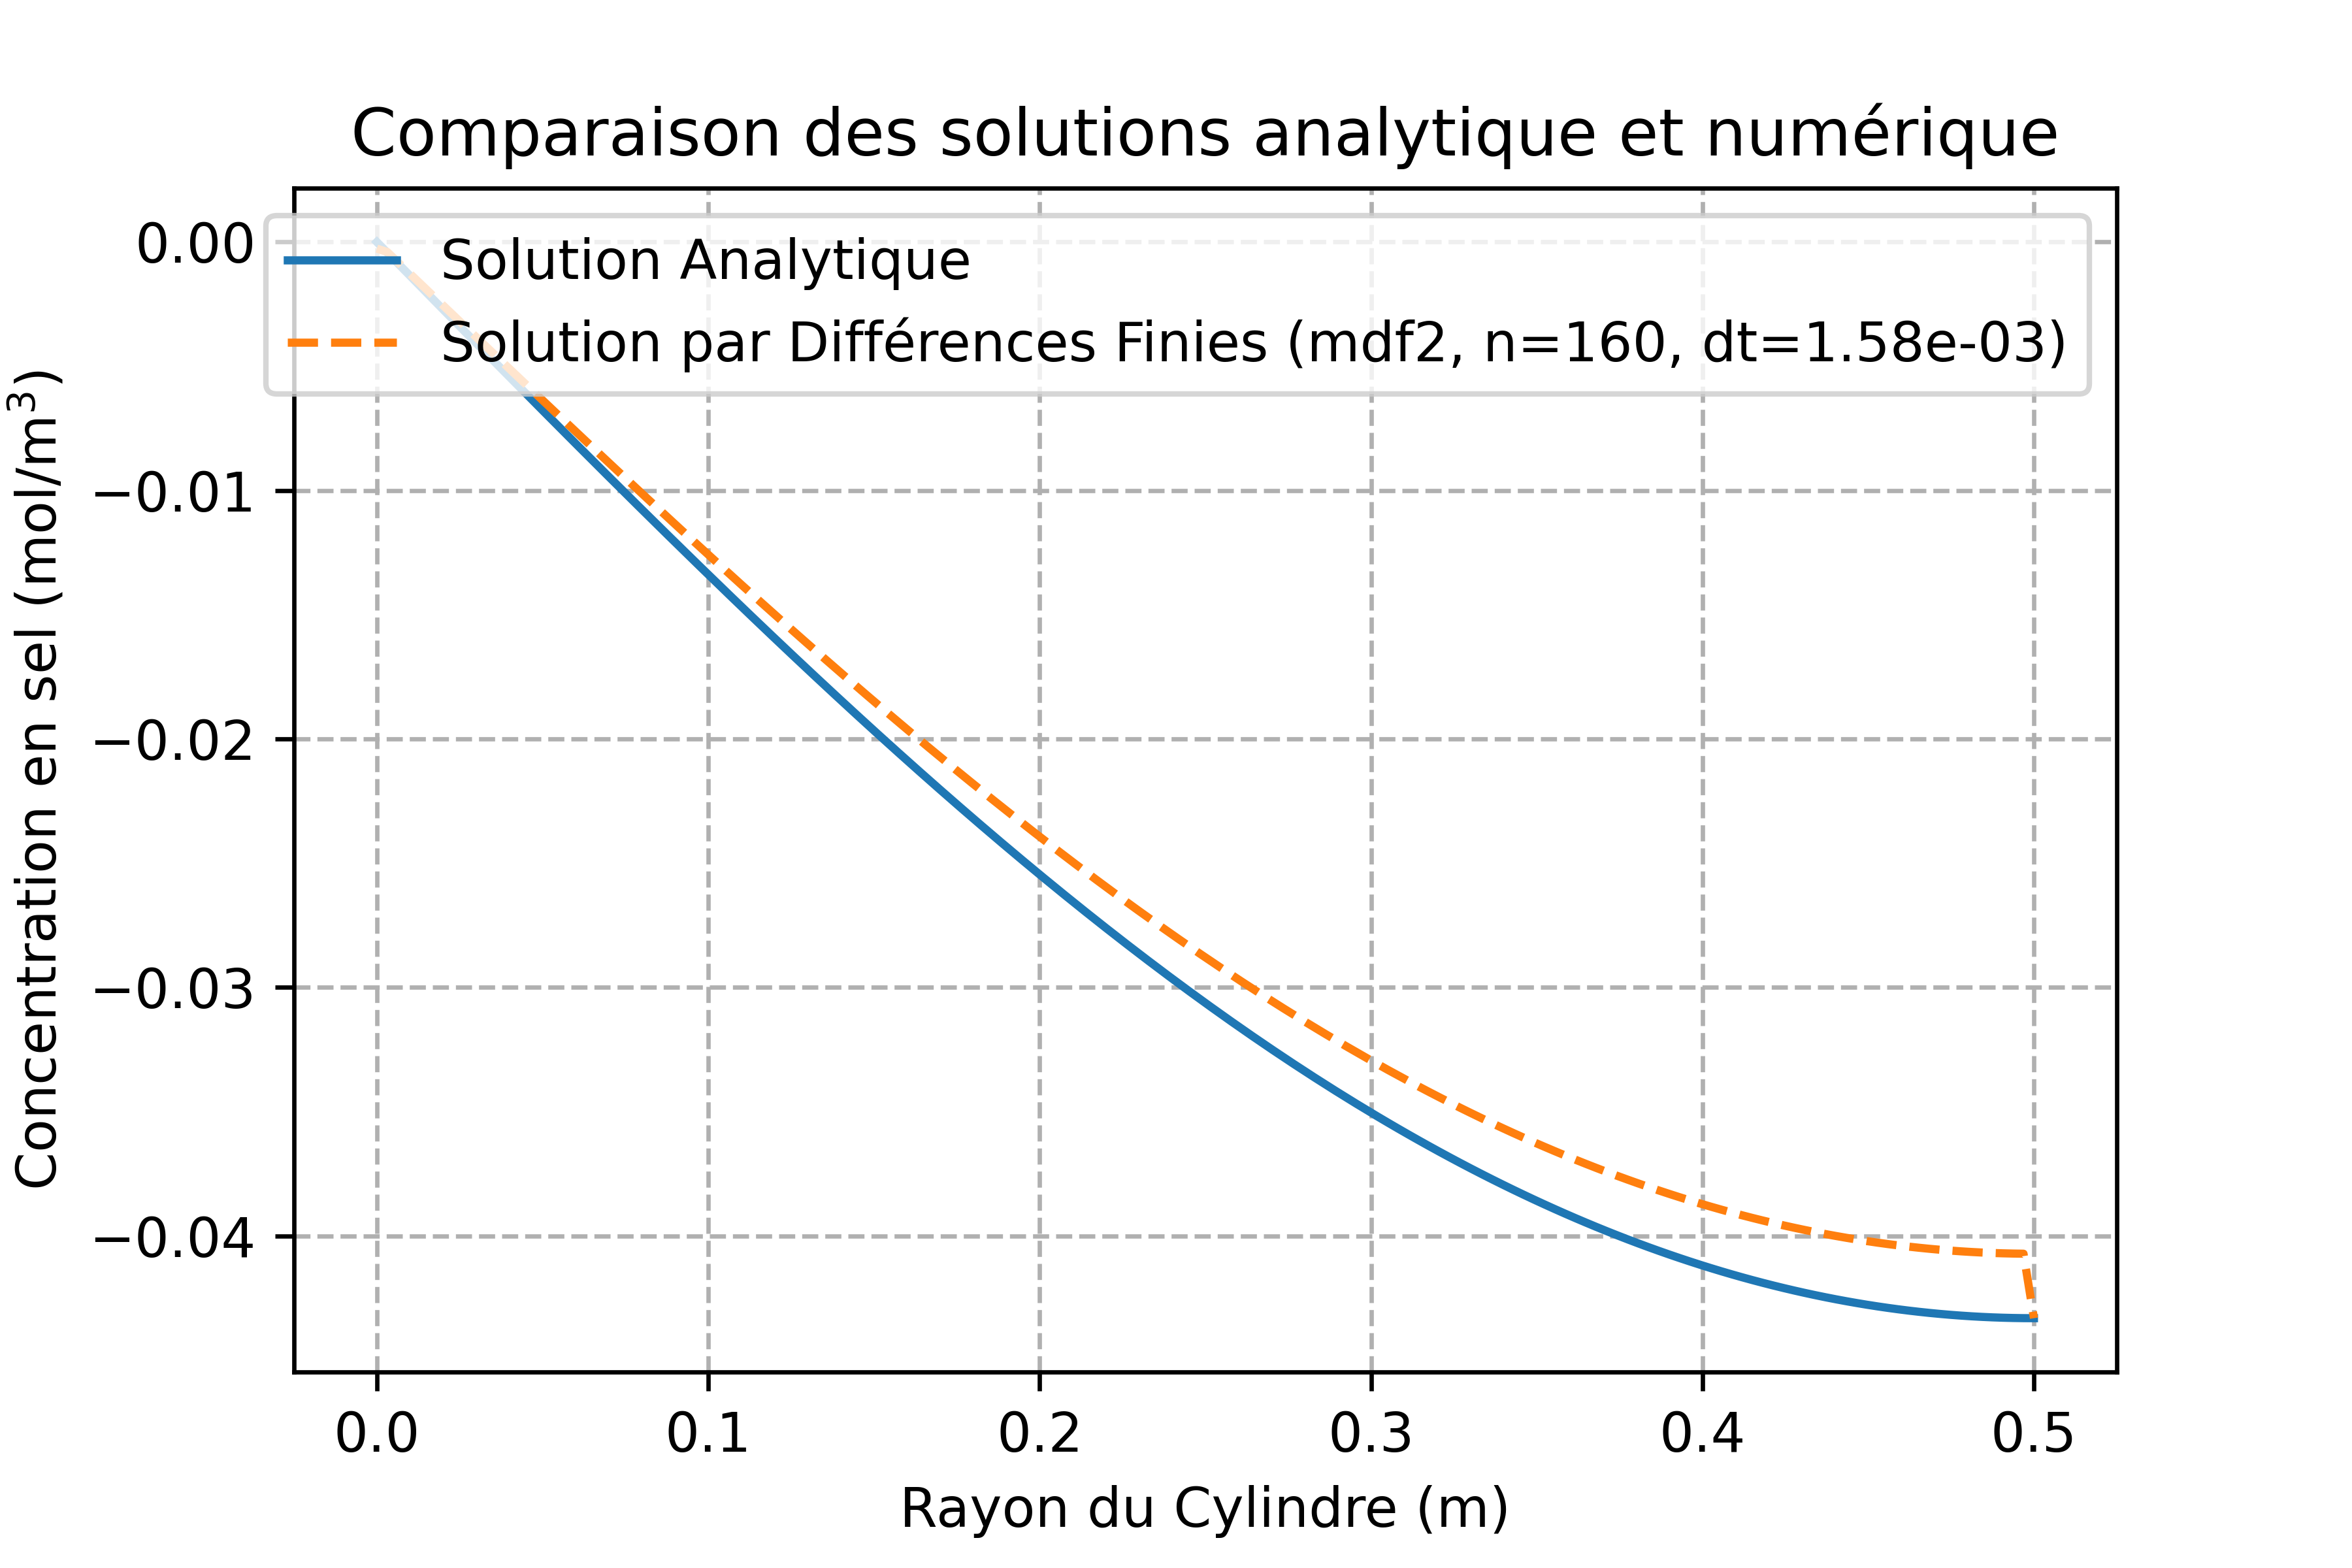 Comparaison des solutions analytique et numérique
Solution Analytique
Solution par Différences Finies (mdf2, n=160, dt=1.58e-03)
Concentration en sel (mol/m³)
0.00
−0.01
−0.02
−0.03
−0.04
0.0 0.1 0.2 0.3 0.4 0.5
Rayon du Cylindre (m)